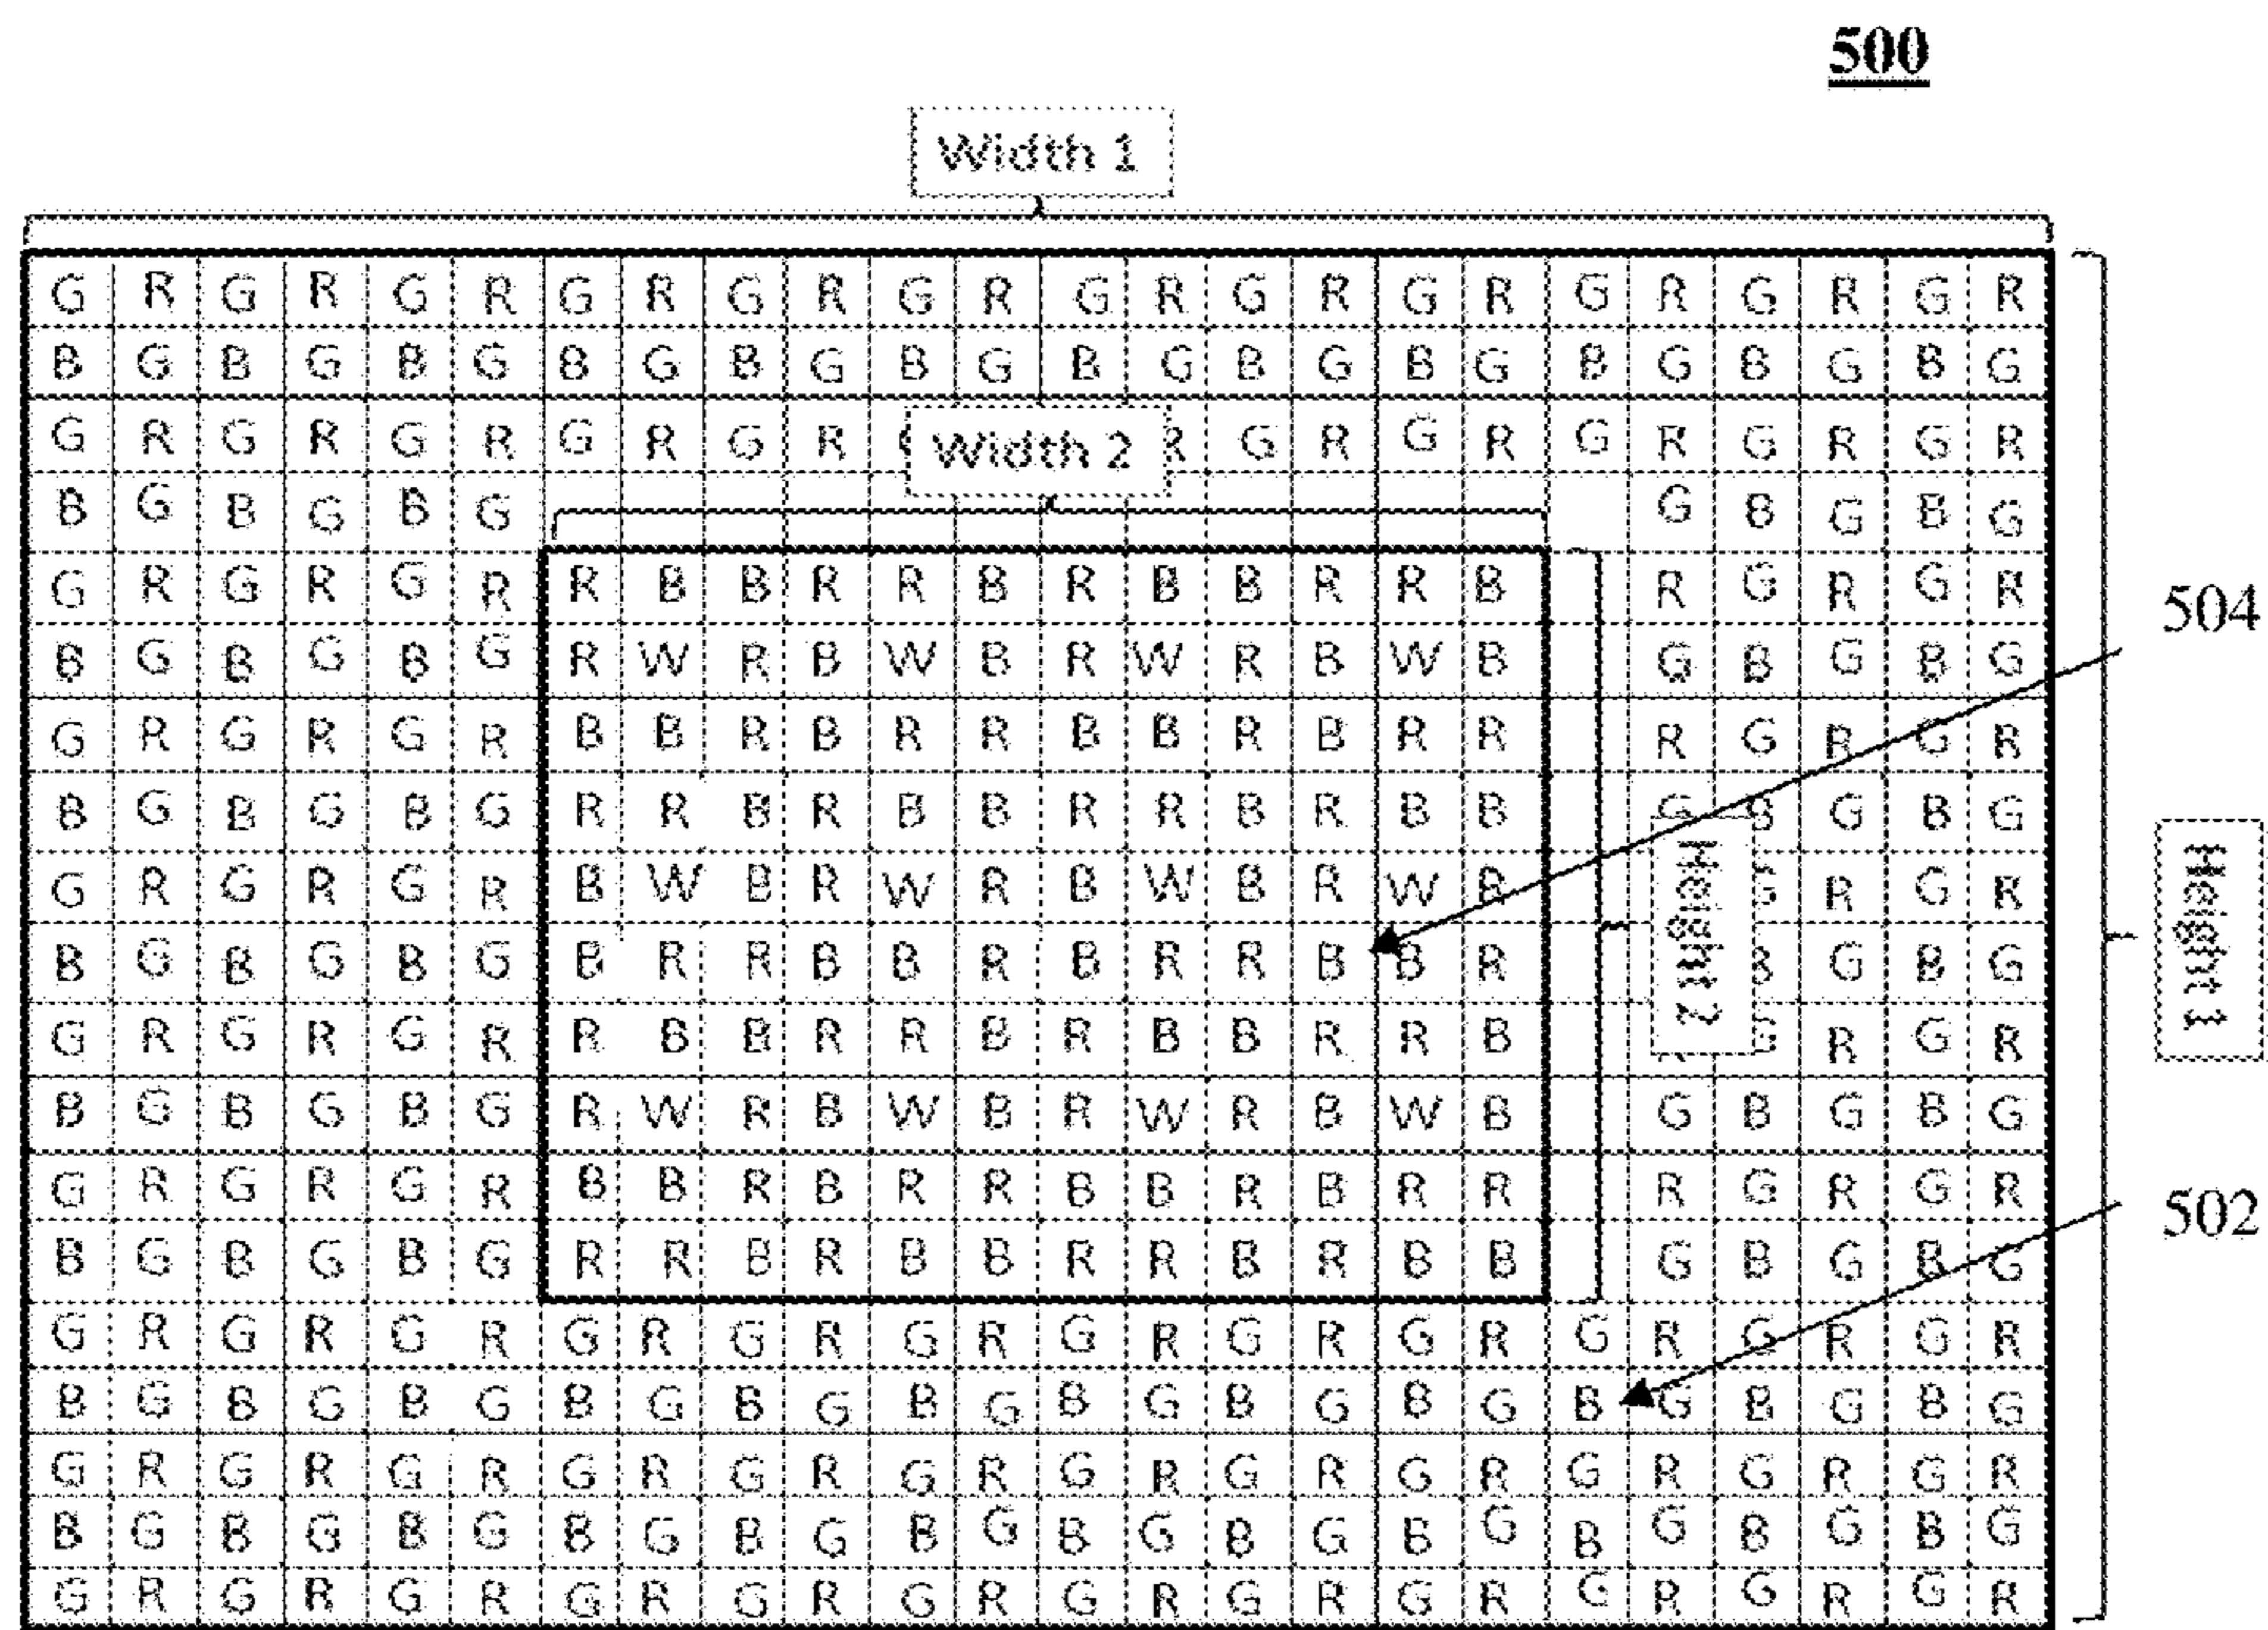 500
Width 1
G R G R G R G R G R G R G R G R G R G R G R G R
B G B G B G B G B G B G B G B G B G B G B G B G
G R G R G R G R G R Width 2 R G R G R G R G R G R
B G B G B G G B G B G
G R G R G R R B B R R B R B B R R B R G R G R
504
B G B G B G R W R B W B R W R B W B G B G B G
G R G R G R B B R B R R B B R B R R R G R G R
B G B G B G R R B R B B R R B R B B G B G B G
G R G R G R B W B R W R B W B R W R G R G R
Height 2
Height 1
B G B G B G B R R B B R B R R B B R B G B G
G R G R G R R B B R R B R B B R R B G R G R
B G B G B G R W R B W B R W R B W B G B G B G
G R G R G R B B R B R R B B R B R R R G R G R
502
B G B G B G R R B R B B R R B R B B G B G B G
G R G R G R G R G R G R G R G R G R G R G R G R
B G B G B G B G B G B G B G B G B G B G B G B G
G R G R G R G R G R G R G R G R G R G R G R G R
B G B G B G B G B G B G B G B G B G B G B G B G
G R G R G R G R G R G R G R G R G R G R G R G R